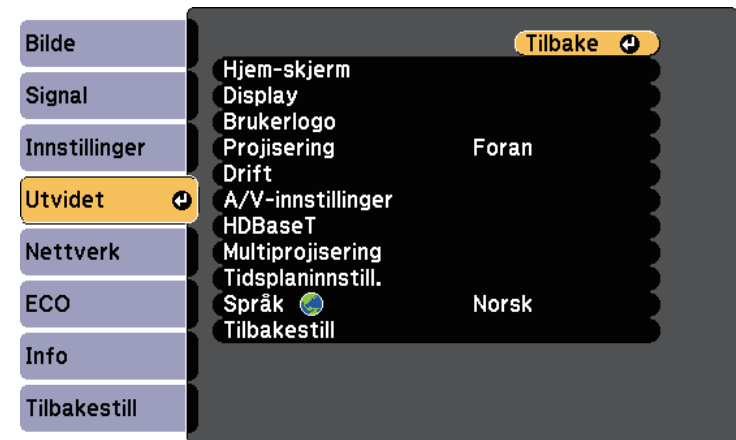 Bilde
Signal
Innstillinger
Utvidet
Nettverk
ECO
Info
Tilbakestill
Tilbake
Hjem-skjerm
Display
Brukerlogo
Projisering Foran
Drift
A/V-innstillinger
HDBaseT
Multiprojisering
Tidsplaninnstill.
Språk Norsk
Tilbakestill